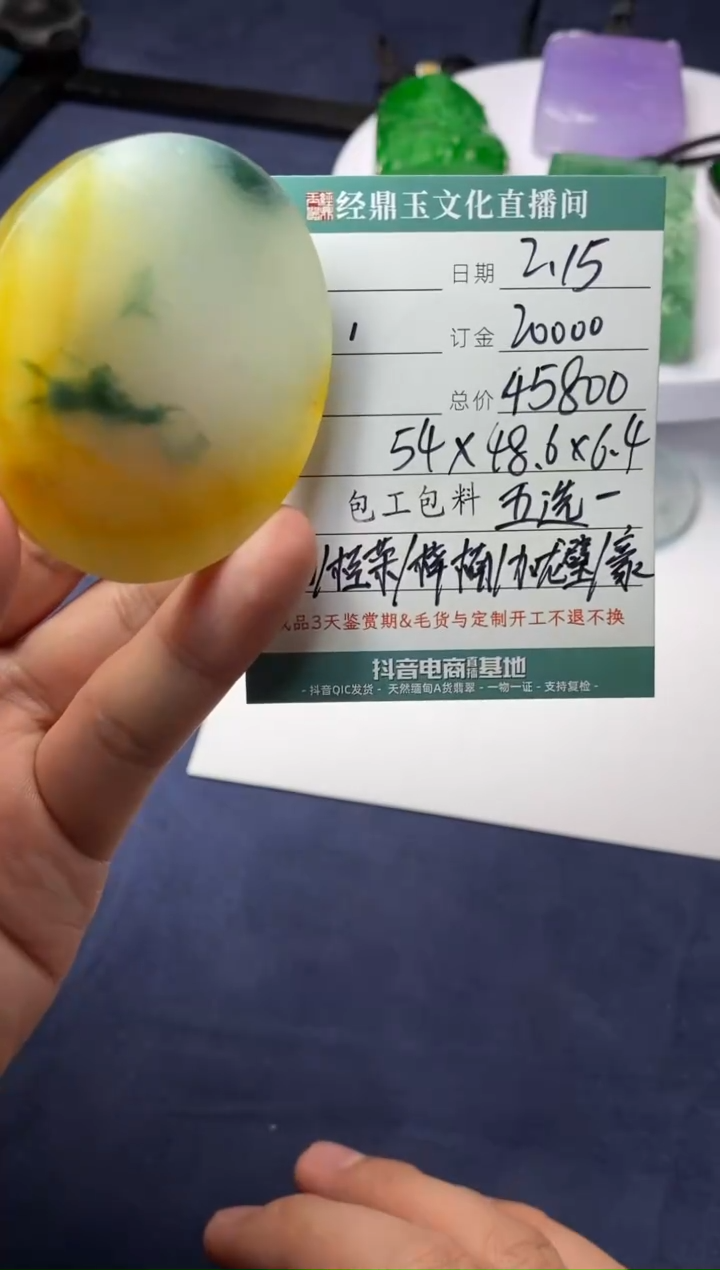 经鼎玉文化直播间
日期 2.15
1 订金 20000
总价 45800
54×48.6×6.4
包工包料 五选一
品3天鉴赏期&毛货与定制开工不退不换
抖音电商直播基地
- 抖音QIC发货 - 天然缅甸A货翡翠 - 一物一证 - 支持复检 -